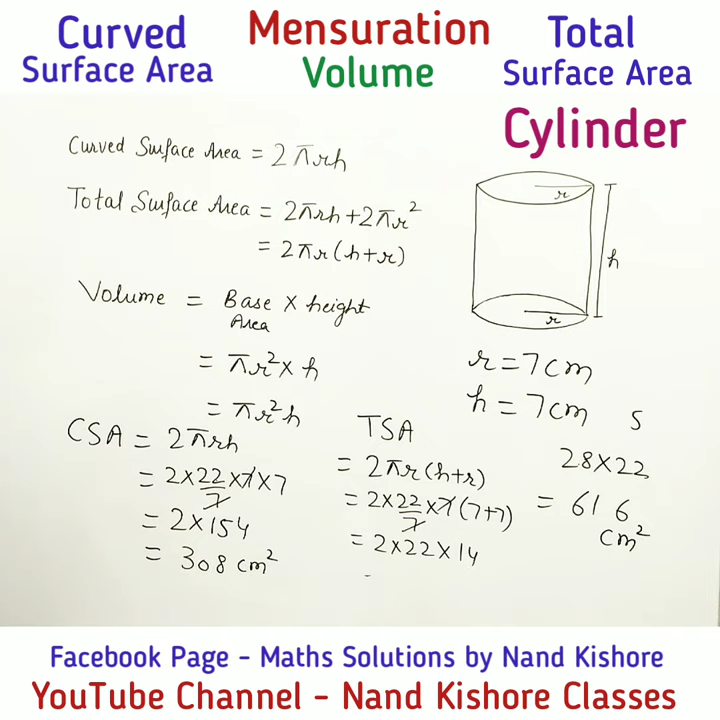 Curved
Surface Area
Mensuration
Volume
Total
Surface Area
Cylinder
Curved Surface Area = 2πrh
Total Surface Area = 2πrh + 2πr²
= 2πr(h+r)
Volume = Base Area × height
= πr² × h
= πr²h
r
h
r
r = 7cm
h = 7cm
CSA = 2πrh
= 2×22/7×7×7
= 2×154
= 308 cm²
TSA
= 2πr(h+r)
= 2×22/7×7(7+7)
= 2×22×14
S
28×22
= 616
cm²
Facebook Page - Maths Solutions by Nand Kishore
YouTube Channel - Nand Kishore Classes